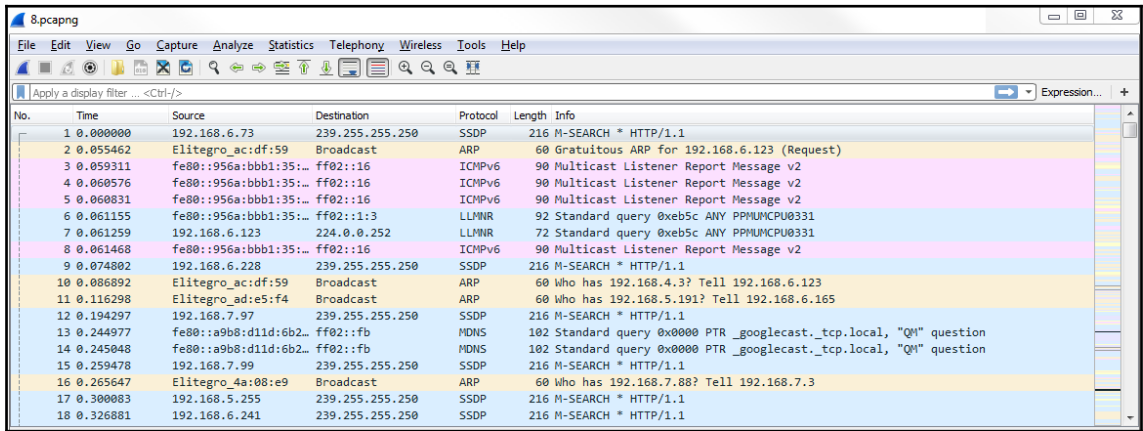 8.pcapng
File Edit View Go Capture Analyze Statistics Telephony Wireless Tools Help
Apply a display filter ... <Ctrl-/> Expression... +
No. Time Source Destination Protocol Length Info
1 0.000000 192.168.6.73 239.255.255.250 SSDP 216 M-SEARCH * HTTP/1.1
2 0.055462 Elitegro_ac:df:59 Broadcast ARP 60 Gratuitous ARP for 192.168.6.123 (Request)
3 0.059311 fe80::956a:bbb1:35:… ff02::16 ICMPv6 90 Multicast Listener Report Message v2
4 0.060576 fe80::956a:bbb1:35:… ff02::16 ICMPv6 90 Multicast Listener Report Message v2
5 0.060831 fe80::956a:bbb1:35:… ff02::16 ICMPv6 90 Multicast Listener Report Message v2
6 0.061155 fe80::956a:bbb1:35:… ff02::1:3 LLMNR 92 Standard query 0xeb5c ANY PPMUMCPU0331
7 0.061259 192.168.6.123 224.0.0.252 LLMNR 72 Standard query 0xeb5c ANY PPMUMCPU0331
8 0.061468 fe80::956a:bbb1:35:… ff02::16 ICMPv6 90 Multicast Listener Report Message v2
9 0.074802 192.168.6.228 239.255.255.250 SSDP 216 M-SEARCH * HTTP/1.1
10 0.086892 Elitegro_ac:df:59 Broadcast ARP 60 Who has 192.168.4.3? Tell 192.168.6.123
11 0.116298 Elitegro_ad:e5:f4 Broadcast ARP 60 Who has 192.168.5.191? Tell 192.168.6.165
12 0.194297 192.168.7.97 239.255.255.250 SSDP 216 M-SEARCH * HTTP/1.1
13 0.244977 fe80::a9b8:d11d:6b2… ff02::fb MDNS 102 Standard query 0x0000 PTR _googlecast._tcp.local, "QM" question
14 0.245048 fe80::a9b8:d11d:6b2… ff02::fb MDNS 102 Standard query 0x0000 PTR _googlecast._tcp.local, "QM" question
15 0.259478 192.168.7.99 239.255.255.250 SSDP 216 M-SEARCH * HTTP/1.1
16 0.265647 Elitegro_4a:08:e9 Broadcast ARP 60 Who has 192.168.7.88? Tell 192.168.7.3
17 0.300083 192.168.5.255 239.255.255.250 SSDP 216 M-SEARCH * HTTP/1.1
18 0.326881 192.168.6.241 239.255.255.250 SSDP 216 M-SEARCH * HTTP/1.1